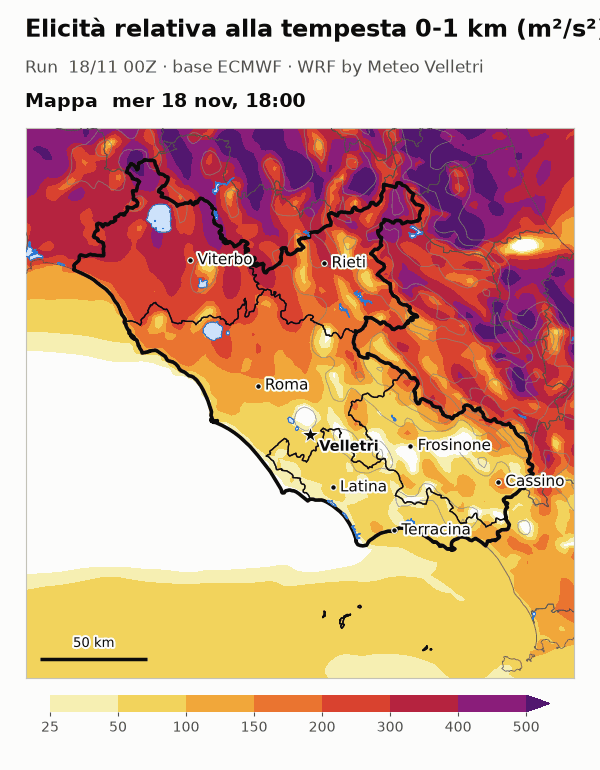 Elicità relativa alla tempesta 0-1 km (m²/s²)
Run 18/11 00Z · base ECMWF · WRF by Meteo Velletri
Mappa mer 18 nov, 18:00
Viterbo
Rieti
Roma
Velletri
Frosinone
Cassino
Latina
Terracina
50 km
25 50 100 150 200 300 400 500